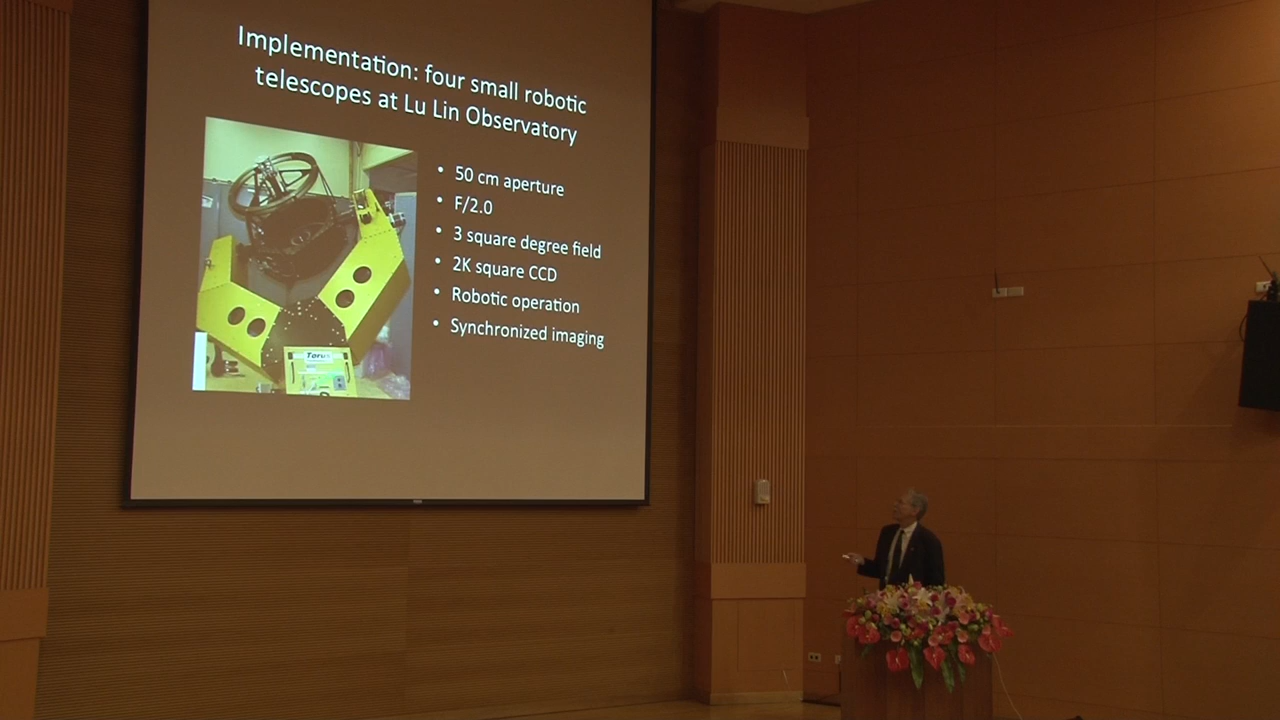 Implementation: four small robotic
telescopes at Lu Lin Observatory
• 50 cm aperture
• F/2.0
• 3 square degree field
• 2K square CCD
• Robotic operation
• Synchronized imaging
Torus